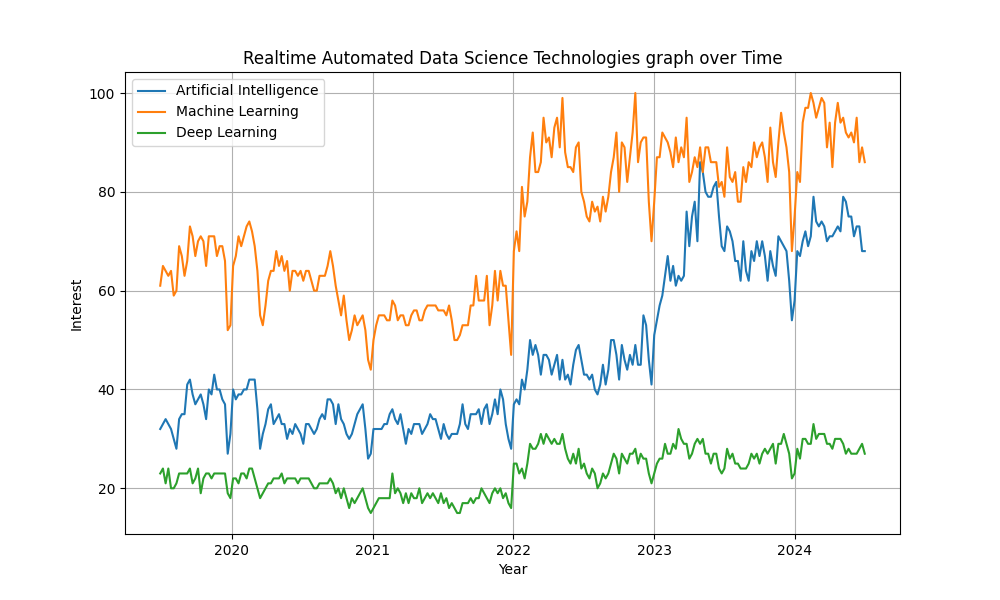 Realtime Automated Data Science Technologies graph over Time
Artificial Intelligence
Machine Learning
Deep Learning
100
80
60
40
20
Interest
2020 2021 2022 2023 2024
Year